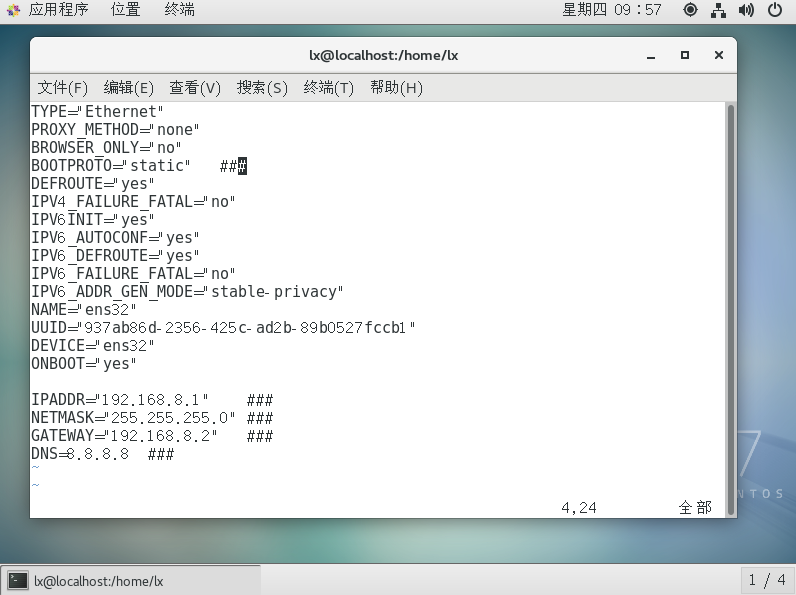 应用程序 位置 终端 星期四 09：57
lx@localhost:/home/lx
文件(F) 编辑(E) 查看(V) 搜索(S) 终端(T) 帮助(H)
TYPE="Ethernet"
PROXY_METHOD="none"
BROWSER_ONLY="no"
BOOTPROTO="static" ###
DEFROUTE="yes"
IPV4_FAILURE_FATAL="no"
IPV6INIT="yes"
IPV6_AUTOCONF="yes"
IPV6_DEFROUTE="yes"
IPV6_FAILURE_FATAL="no"
IPV6_ADDR_GEN_MODE="stable-privacy"
NAME="ens32"
UUID="937ab86d-2356-425c-ad2b-89b0527fccb1"
DEVICE="ens32"
ONBOOT="yes"
IPADDR="192.168.8.1" ###
NETMASK="255.255.255.0" ###
GATEWAY="192.168.8.2" ###
DNS=8.8.8.8 ###
~
~
4,24 全部
7
NTOS
lx@localhost:/home/lx
1 / 4